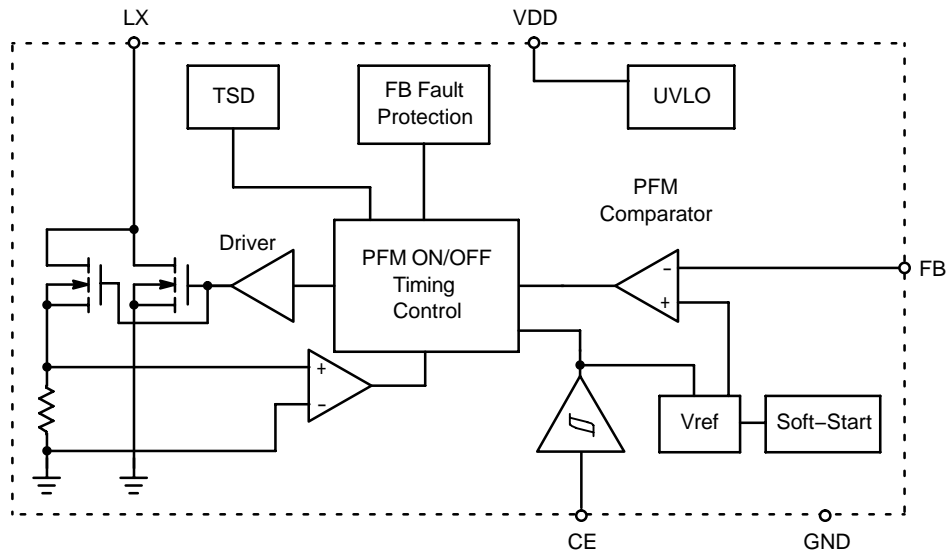 LX
VDD
TSD
FB Fault
Protection
UVLO
PFM
Comparator
Driver
PFM ON/OFF
Timing
Control
−
+
FB
+
−
Vref
Soft−Start
CE
GND